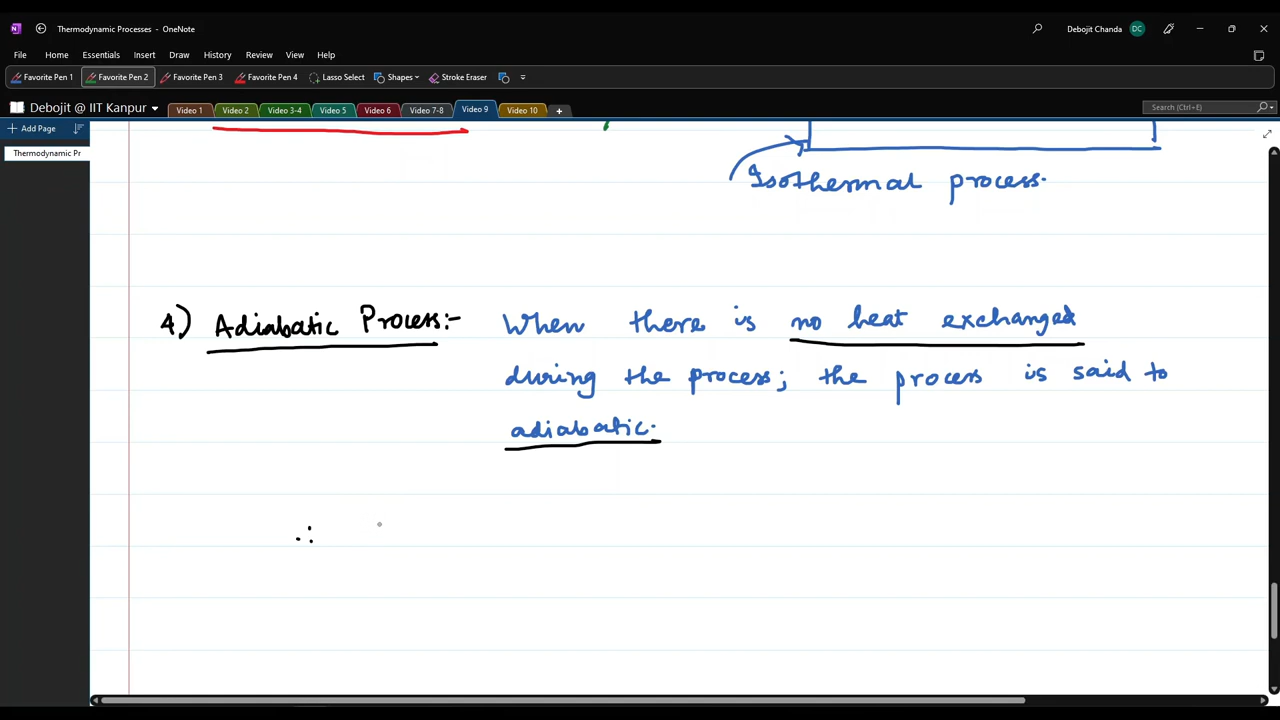 Thermodynamic Processes - OneNote
Debojit Chanda DC
File Home Essentials Insert Draw History Review View Help
Favorite Pen 1 Favorite Pen 2 Favorite Pen 3 Favorite Pen 4 Lasso Select Shapes Stroke Eraser
Debojit @ IIT Kanpur Video 1 Video 2 Video 3-4 Video 5 Video 6 Video 7-8 Video 9 Video 10 Search (Ctrl+E)
Add Page
Thermodynamic Pr
Isothermal process.
4.) Adiabatic Process:- When there is no heat exchanged
during the process; the process is said to
adiabatic.
∴